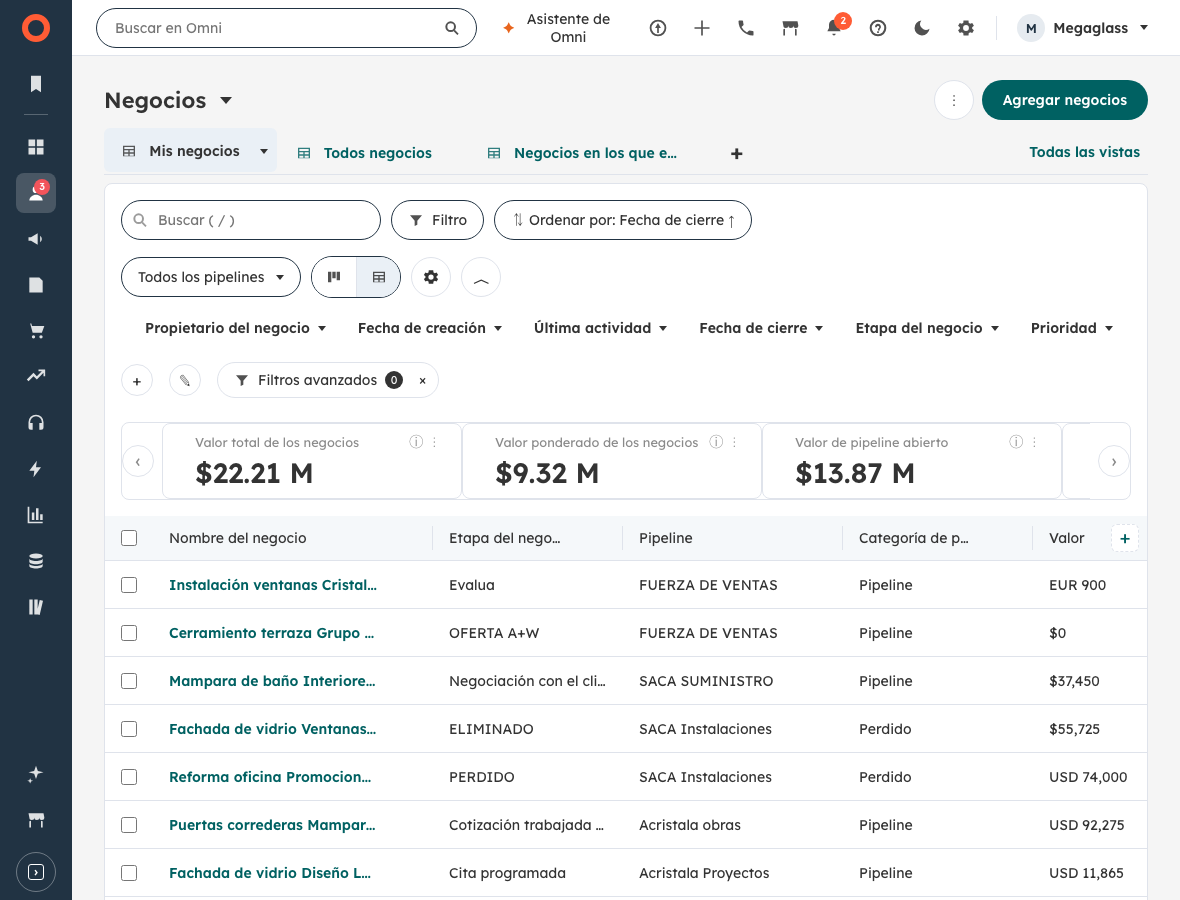 Buscar en Omni
Asistente de
Omni
2
M
Megaglass
3
Negocios
Agregar negocios
Mis negocios
Todos negocios
Negocios en los que e...
Todas las vistas
Buscar ( / )
Filtro
Ordenar por: Fecha de cierre ↑
Todos los pipelines
Propietario del negocio
Fecha de creación
Última actividad
Fecha de cierre
Etapa del negocio
Prioridad
Filtros avanzados 0 ×
Valor total de los negocios
$22.21 M
Valor ponderado de los negocios
$9.32 M
Valor de pipeline abierto
$13.87 M
Nombre del negocio Etapa del nego... Pipeline Categoría de p... Valor
Instalación ventanas Cristal... Evalua FUERZA DE VENTAS Pipeline EUR 900
Cerramiento terraza Grupo ... OFERTA A+W FUERZA DE VENTAS Pipeline $0
Mampara de baño Interiore... Negociación con el cli... SACA SUMINISTRO Pipeline $37,450
Fachada de vidrio Ventanas... ELIMINADO SACA Instalaciones Perdido $55,725
Reforma oficina Promocion... PERDIDO SACA Instalaciones Perdido USD 74,000
Puertas correderas Mampar... Cotización trabajada ... Acristala obras Pipeline USD 92,275
Fachada de vidrio Diseño L... Cita programada Acristala Proyectos Pipeline USD 11,865